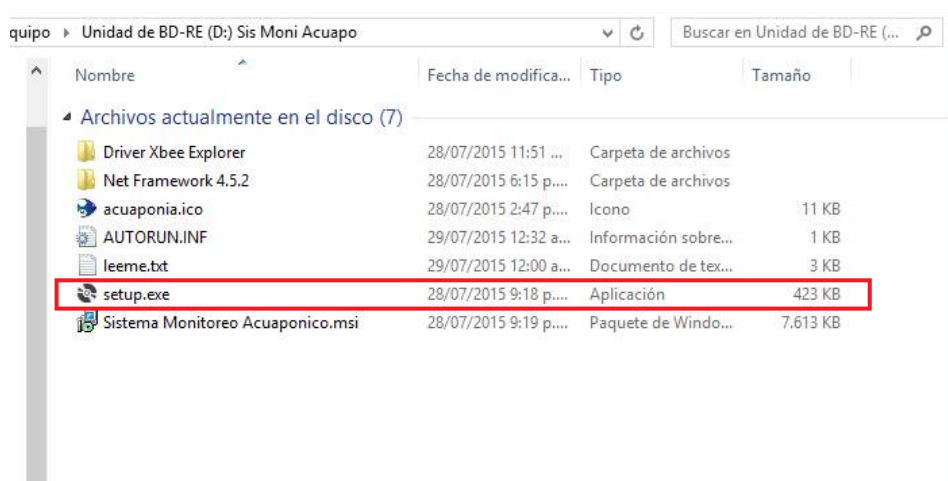 quipo ▸ Unidad de BD-RE (D:) Sis Moni Acuapo Buscar en Unidad de BD-RE (...
Nombre Fecha de modifica... Tipo Tamaño
Archivos actualmente en el disco (7)
Driver Xbee Explorer 28/07/2015 11:51 ... Carpeta de archivos
Net Framework 4.5.2 28/07/2015 6:15 p.... Carpeta de archivos
acuaponia.ico 28/07/2015 2:47 p.... Icono 11 KB
AUTORUN.INF 29/07/2015 12:32 a... Información sobre... 1 KB
leeme.txt 29/07/2015 12:00 a... Documento de tex... 3 KB
setup.exe 28/07/2015 9:18 p.... Aplicación 423 KB
Sistema Monitoreo Acuaponico.msi 28/07/2015 9:19 p.... Paquete de Windo... 7.613 KB